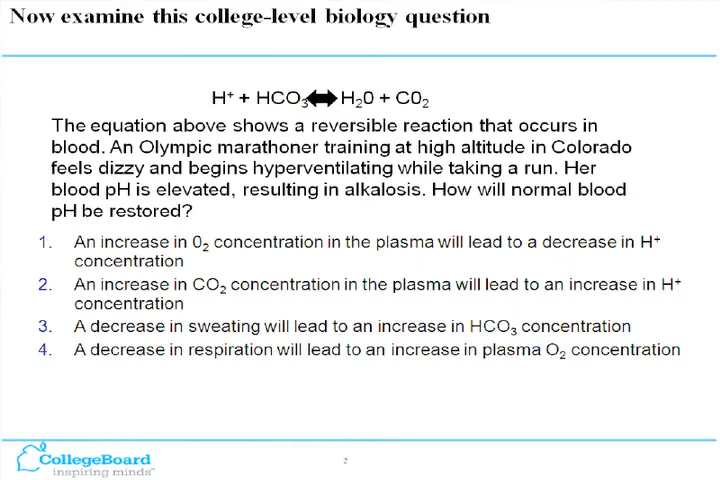 Now examine this college-level biology question
H⁺ + HCO₃ ⬌ H₂0 + C0₂
The equation above shows a reversible reaction that occurs in
blood. An Olympic marathoner training at high altitude in Colorado
feels dizzy and begins hyperventilating while taking a run. Her
blood pH is elevated, resulting in alkalosis. How will normal blood
pH be restored?
1. An increase in 0₂ concentration in the plasma will lead to a decrease in H⁺
concentration
2. An increase in CO₂ concentration in the plasma will lead to an increase in H⁺
concentration
3. A decrease in sweating will lead to an increase in HCO₃ concentration
4. A decrease in respiration will lead to an increase in plasma O₂ concentration
CollegeBoard
inspiring minds™
2